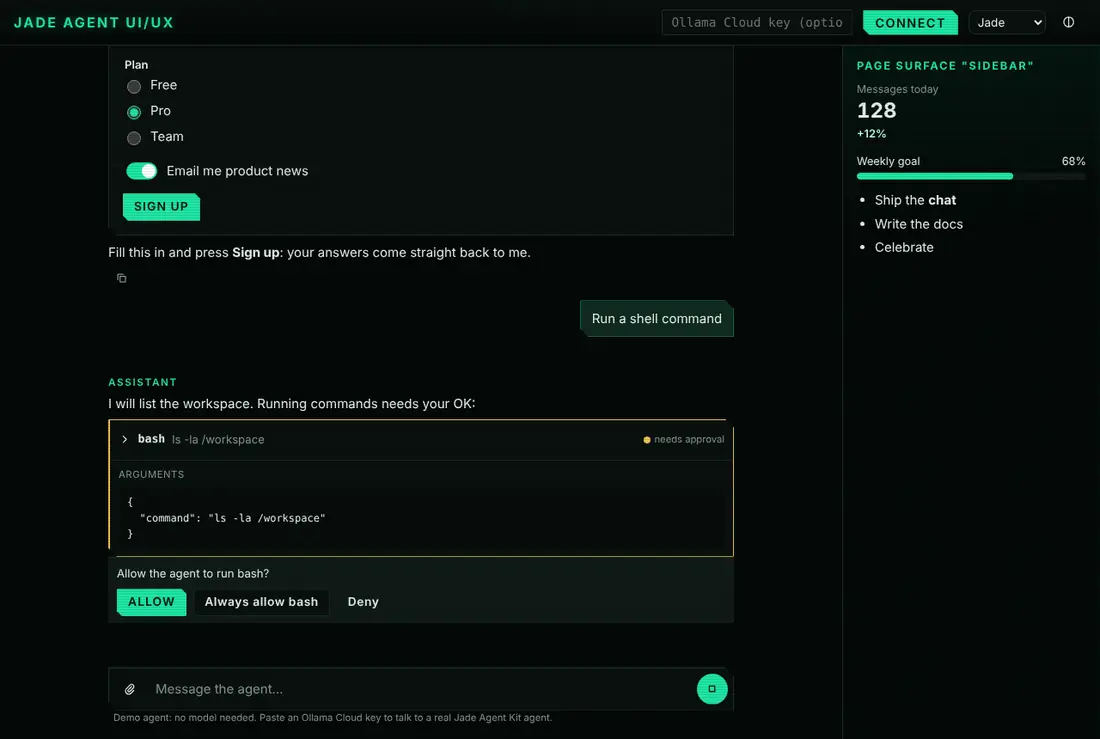 JADE AGENT UI/UX
Ollama Cloud key (optio
CONNECT
Jade
Plan
Free
Pro
Team
Email me product news
SIGN UP
Fill this in and press Sign up: your answers come straight back to me.
Run a shell command
ASSISTANT
I will list the workspace. Running commands needs your OK:
bash ls -la /workspace
needs approval
ARGUMENTS
{
"command": "ls -la /workspace"
}
Allow the agent to run bash?
ALLOW
Always allow bash
Deny
Message the agent...
Demo agent: no model needed. Paste an Ollama Cloud key to talk to a real Jade Agent Kit agent.
PAGE SURFACE "SIDEBAR"
Messages today
128
+12%
Weekly goal 68%
Ship the chat
Write the docs
Celebrate